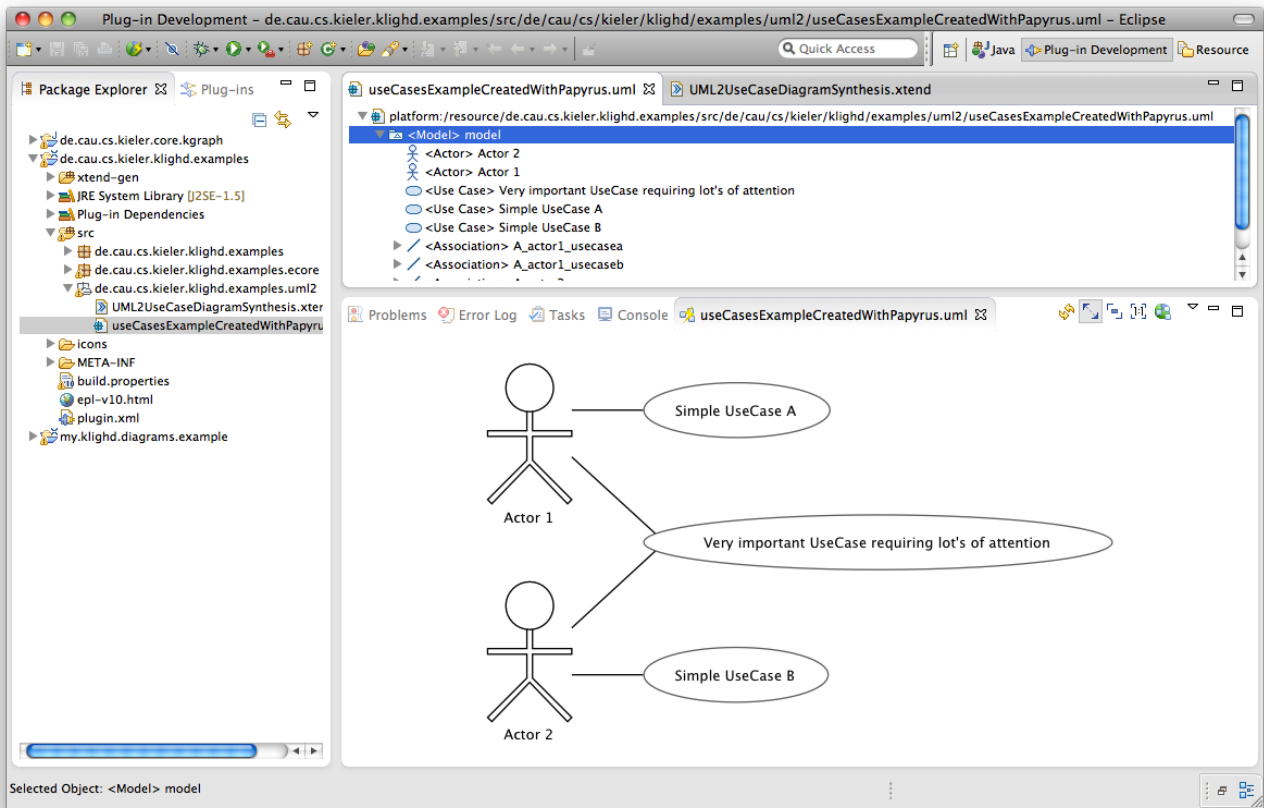 Plug-in Development – de.cau.cs.kieler.klighd.examples/src/de/cau/cs/kieler/klighd/examples/uml2/useCasesExampleCreatedWithPapyrus.uml – Eclipse
Quick Access
Java
Plug-in Development
Resource
Package Explorer
Plug-ins
de.cau.cs.kieler.core.kgraph
de.cau.cs.kieler.klighd.examples
xtend-gen
JRE System Library [J2SE-1.5]
Plug-in Dependencies
src
de.cau.cs.kieler.klighd.examples
de.cau.cs.kieler.klighd.examples.ecore
de.cau.cs.kieler.klighd.examples.uml2
UML2UseCaseDiagramSynthesis.xten
useCasesExampleCreatedWithPapyru
icons
META-INF
build.properties
epl-v10.html
plugin.xml
my.klighd.diagrams.example
useCasesExampleCreatedWithPapyrus.uml
UML2UseCaseDiagramSynthesis.xtend
platform:/resource/de.cau.cs.kieler.klighd.examples/src/de/cau/cs/kieler/klighd/examples/uml2/useCasesExampleCreatedWithPapyrus.uml
<Model> model
<Actor> Actor 2
<Actor> Actor 1
<Use Case> Very important UseCase requiring lot's of attention
<Use Case> Simple UseCase A
<Use Case> Simple UseCase B
<Association> A_actor1_usecasea
<Association> A_actor1_usecaseb
Problems
Error Log
Tasks
Console
useCasesExampleCreatedWithPapyrus.uml
Simple UseCase A
Actor 1
Very important UseCase requiring lot's of attention
Simple UseCase B
Actor 2
Selected Object: <Model> model